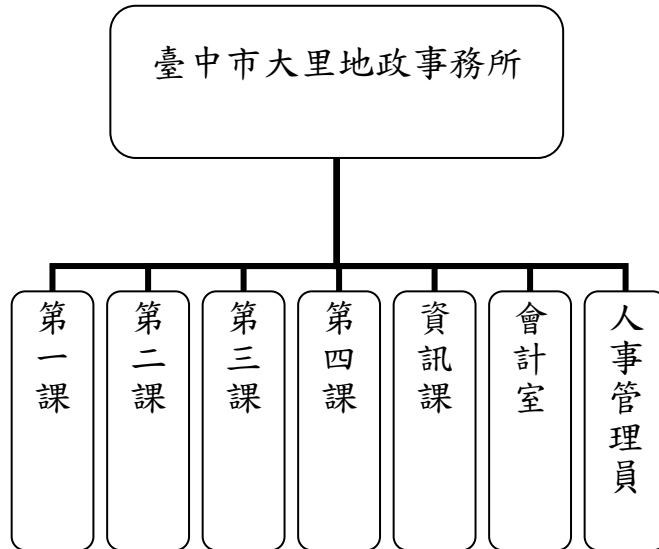 臺中市大里地政事務所
第一課
第二課
第三課
第四課
資訊課
會計室
人事管理員